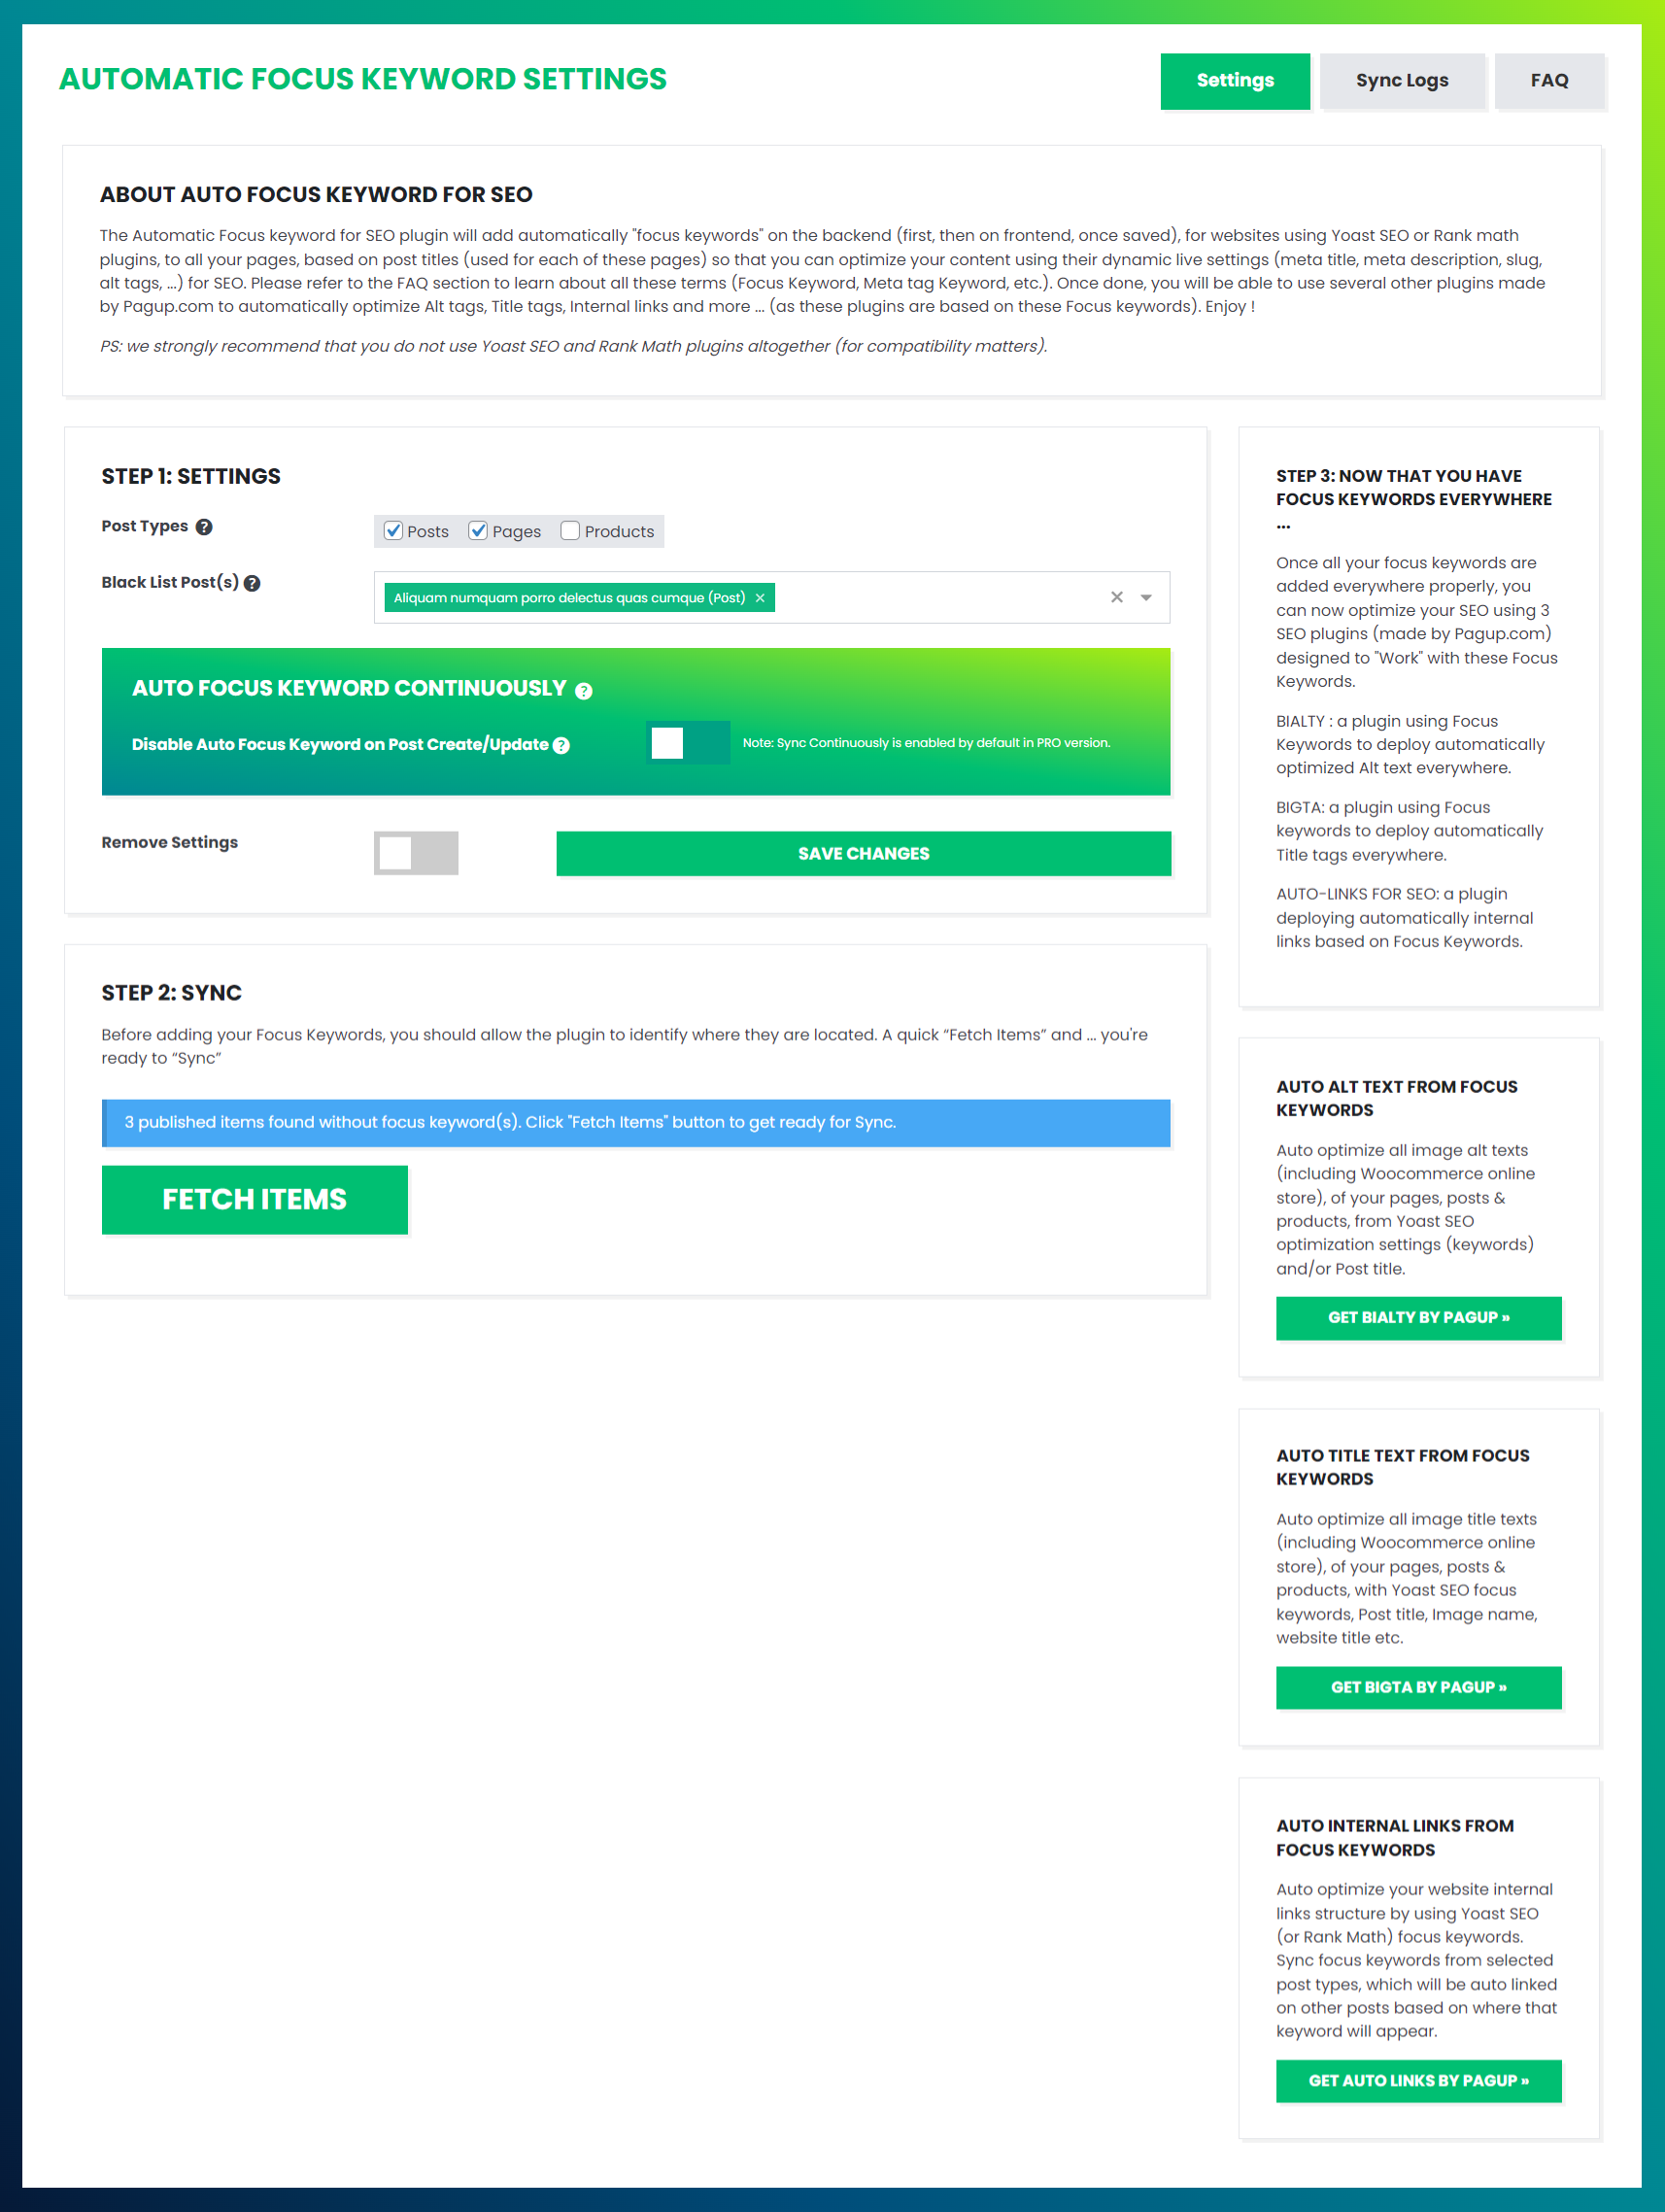 AUTOMATIC FOCUS KEYWORD SETTINGS
Settings
Sync Logs
FAQ
ABOUT AUTO FOCUS KEYWORD FOR SEO
The Automatic Focus keyword for SEO plugin will add automatically "focus keywords" on the backend (first, then on frontend, once saved), for websites using Yoast SEO or Rank math
plugins, to all your pages, based on post titles (used for each of these pages) so that you can optimize your content using their dynamic live settings (meta title, meta description, slug,
alt tags, ...) for SEO. Please refer to the FAQ section to learn about all these terms (Focus Keyword, Meta tag Keyword, etc.). Once done, you will be able to use several other plugins made
by Pagup.com to automatically optimize Alt tags, Title tags, Internal links and more ... (as these plugins are based on these Focus keywords). Enjoy !
PS: we strongly recommend that you do not use Yoast SEO and Rank Math plugins altogether (for compatibility matters).
STEP 1: SETTINGS
Post Types ?
Posts
Pages
Products
Black List Post(s) ?
Aliquam numquam porro delectus quas cumque (Post) ×
AUTO FOCUS KEYWORD CONTINUOUSLY ?
Disable Auto Focus Keyword on Post Create/Update ?
Note: Sync Continuously is enabled by default in PRO version.
Remove Settings
SAVE CHANGES
STEP 2: SYNC
Before adding your Focus Keywords, you should allow the plugin to identify where they are located. A quick “Fetch Items” and ... you're
ready to “Sync”
3 published items found without focus keyword(s). Click "Fetch Items" button to get ready for Sync.
FETCH ITEMS
STEP 3: NOW THAT YOU HAVE
FOCUS KEYWORDS EVERYWHERE
...
Once all your focus keywords are
added everywhere properly, you
can now optimize your SEO using 3
SEO plugins (made by Pagup.com)
designed to "Work" with these Focus
Keywords.
BIALTY : a plugin using Focus
Keywords to deploy automatically
optimized Alt text everywhere.
BIGTA: a plugin using Focus
keywords to deploy automatically
Title tags everywhere.
AUTO-LINKS FOR SEO: a plugin
deploying automatically internal
links based on Focus Keywords.
AUTO ALT TEXT FROM FOCUS
KEYWORDS
Auto optimize all image alt texts
(including Woocommerce online
store), of your pages, posts &
products, from Yoast SEO
optimization settings (keywords)
and/or Post title.
GET BIALTY BY PAGUP »
AUTO TITLE TEXT FROM FOCUS
KEYWORDS
Auto optimize all image title texts
(including Woocommerce online
store), of your pages, posts &
products, with Yoast SEO focus
keywords, Post title, Image name,
website title etc.
GET BIGTA BY PAGUP »
AUTO INTERNAL LINKS FROM
FOCUS KEYWORDS
Auto optimize your website internal
links structure by using Yoast SEO
(or Rank Math) focus keywords.
Sync focus keywords from selected
post types, which will be auto linked
on other posts based on where that
keyword will appear.
GET AUTO LINKS BY PAGUP »